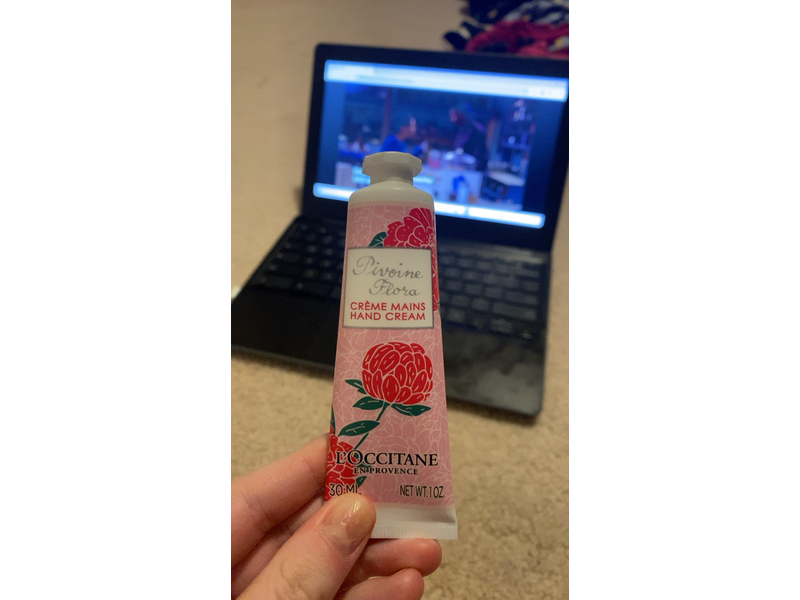 Pivoine
Flora
CRÈME MAINS
HAND CREAM
L'OCCITANE
EN PROVENCE
30 ML
NET WT.1 OZ.